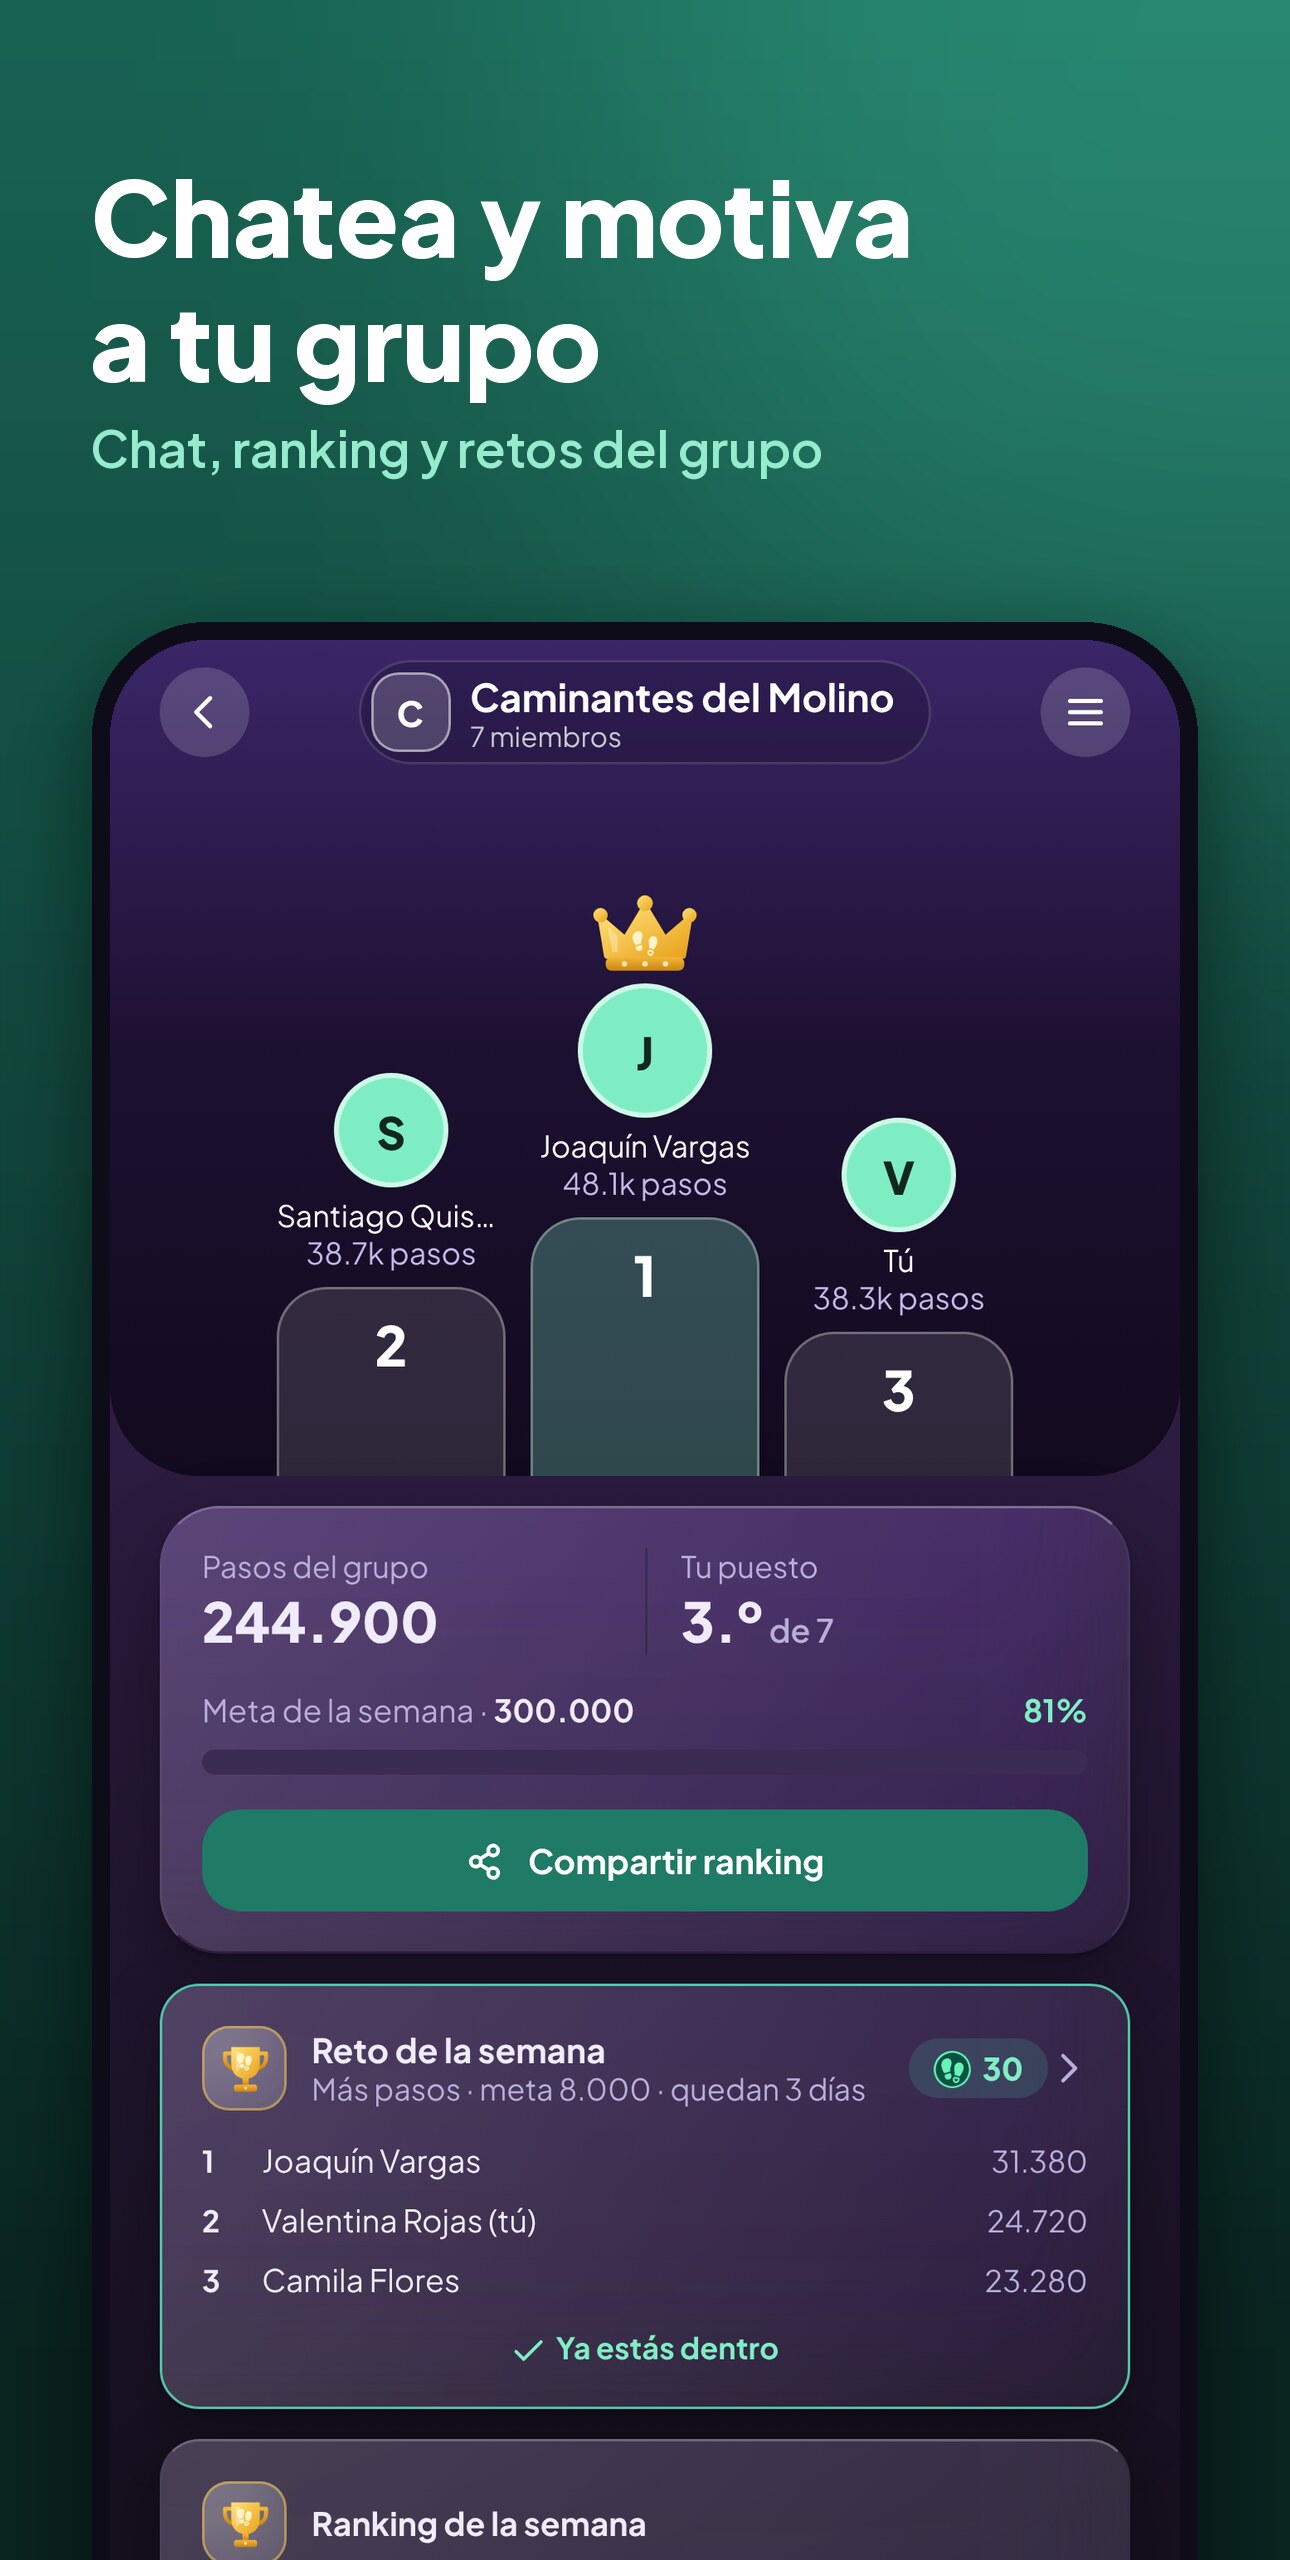 Chatea y motiva
a tu grupo
Chat, ranking y retos del grupo
C
Caminantes del Molino
7 miembros
J
Joaquín Vargas
48.1k pasos
S
Santiago Quis...
38.7k pasos
V
Tú
38.3k pasos
1
2
3
Pasos del grupo
244.900
Tu puesto
3.º de 7
Meta de la semana · 300.000
81%
Compartir ranking
Reto de la semana
Más pasos · meta 8.000 · quedan 3 días
30
1 Joaquín Vargas 31.380
2 Valentina Rojas (tú) 24.720
3 Camila Flores 23.280
Ya estás dentro
Ranking de la semana